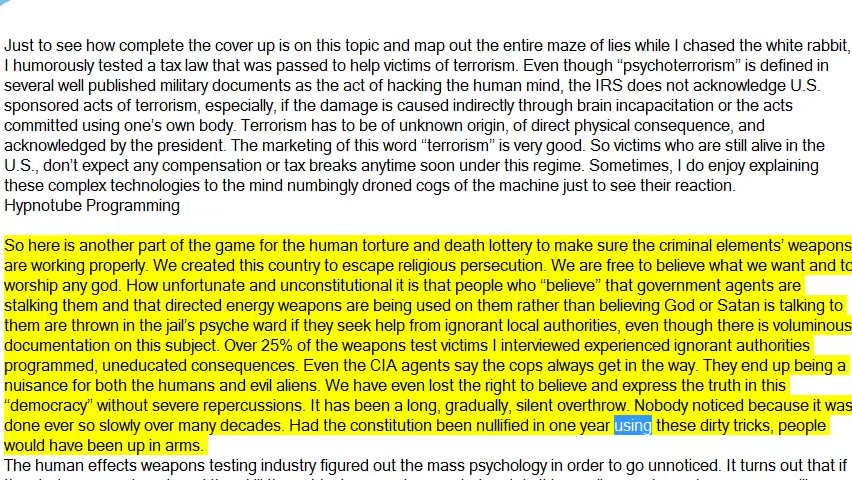 Just to see how complete the cover up is on this topic and map out the entire maze of lies while I chased the white rabbit,
I humorously tested a tax law that was passed to help victims of terrorism. Even though “psychoterrorism” is defined in
several well published military documents as the act of hacking the human mind, the IRS does not acknowledge U.S.
sponsored acts of terrorism, especially, if the damage is caused indirectly through brain incapacitation or the acts
committed using one’s own body. Terrorism has to be of unknown origin, of direct physical consequence, and
acknowledged by the president. The marketing of this word “terrorism” is very good. So victims who are still alive in the
U.S., don’t expect any compensation or tax breaks anytime soon under this regime. Sometimes, I do enjoy explaining
these complex technologies to the mind numbingly droned cogs of the machine just to see their reaction.
Hypnotube Programming
So here is another part of the game for the human torture and death lottery to make sure the criminal elements’ weapons
are working properly. We created this country to escape religious persecution. We are free to believe what we want and to
worship any god. How unfortunate and unconstitutional it is that people who “believe” that government agents are
stalking them and that directed energy weapons are being used on them rather than believing God or Satan is talking to
them are thrown in the jail’s psyche ward if they seek help from ignorant local authorities, even though there is voluminous
documentation on this subject. Over 25% of the weapons test victims I interviewed experienced ignorant authorities
programmed, uneducated consequences. Even the CIA agents say the cops always get in the way. They end up being a
nuisance for both the humans and evil aliens. We have even lost the right to believe and express the truth in this
“democracy” without severe repercussions. It has been a long, gradually, silent overthrow. Nobody noticed because it was
done ever so slowly over many decades. Had the constitution been nullified in one year using these dirty tricks, people
would have been up in arms.
The human effects weapons testing industry figured out the mass psychology in order to go unnoticed. It turns out that if